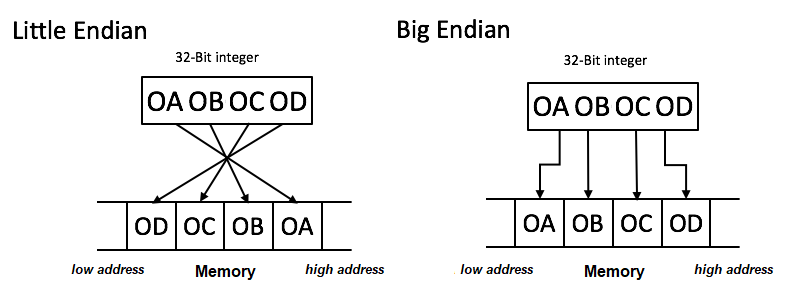 Little Endian
32-Bit integer
OA OB OC OD
OD OC OB OA
low address Memory high address
Big Endian
32-Bit integer
OA OB OC OD
OA OB OC OD
low address Memory high address